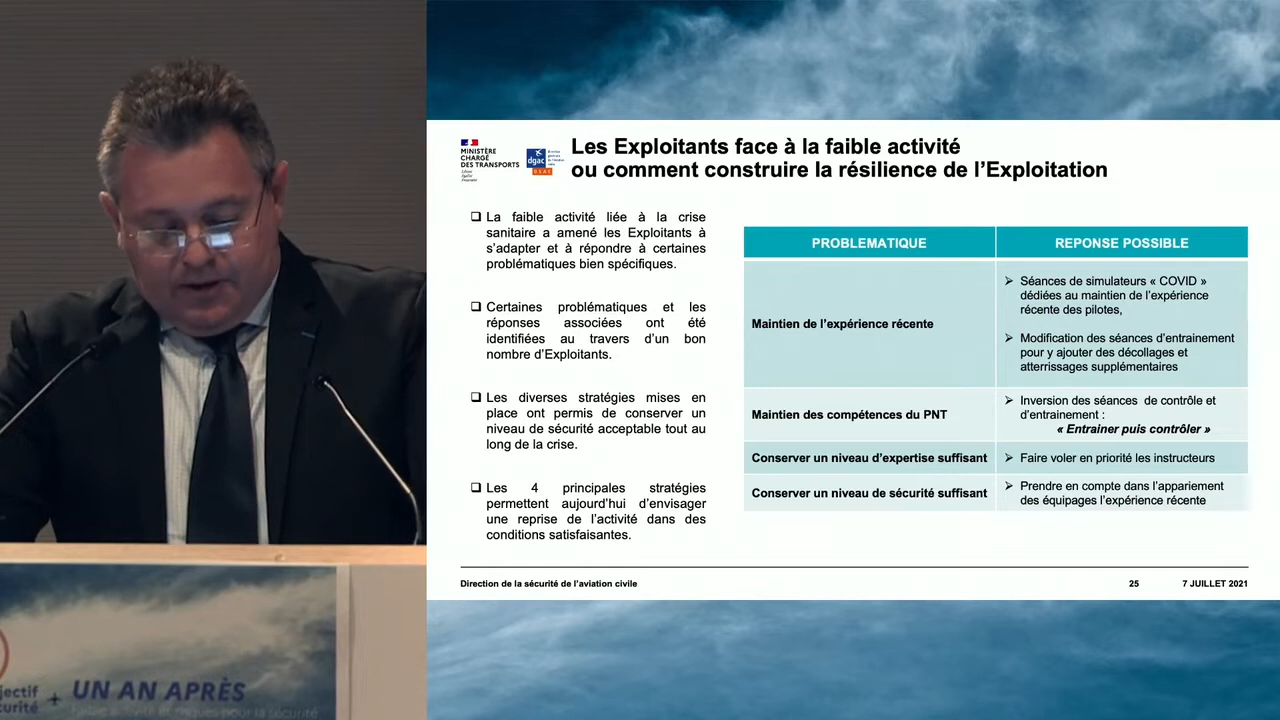 Les Exploitants face à la faible activité
ou comment construire la résilience de l'Exploitation
MINISTÈRE
CHARGÉ
DES TRANSPORTS
Liberté
Égalité
Fraternité
dgac
DSAC
La faible activité liée à la crise
sanitaire a amené les Exploitants à
s'adapter et à répondre à certaines
problématiques bien spécifiques.
Certaines problématiques et les
réponses associées ont été
identifiées au travers d'un bon
nombre d'Exploitants.
Les diverses stratégies mises en
place ont permis de conserver un
niveau de sécurité acceptable tout au
long de la crise.
Les 4 principales stratégies
permettent aujourd'hui d'envisager
une reprise de l'activité dans des
conditions satisfaisantes.
PROBLEMATIQUE
REPONSE POSSIBLE
Maintien de l'expérience récente
Séances de simulateurs « COVID »
dédiées au maintien de l'expérience
récente des pilotes,
Modification des séances d'entrainement
pour y ajouter des décollages et
atterrissages supplémentaires
Maintien des compétences du PNT
Inversion des séances de contrôle et
d'entrainement :
« Entrainer puis contrôler »
Conserver un niveau d'expertise suffisant
Faire voler en priorité les instructeurs
Conserver un niveau de sécurité suffisant
Prendre en compte dans l'appariement
des équipages l'expérience récente
Direction de la sécurité de l'aviation civile
25
7 JUILLET 2021
jectif
curité
+ UN AN APRÈS